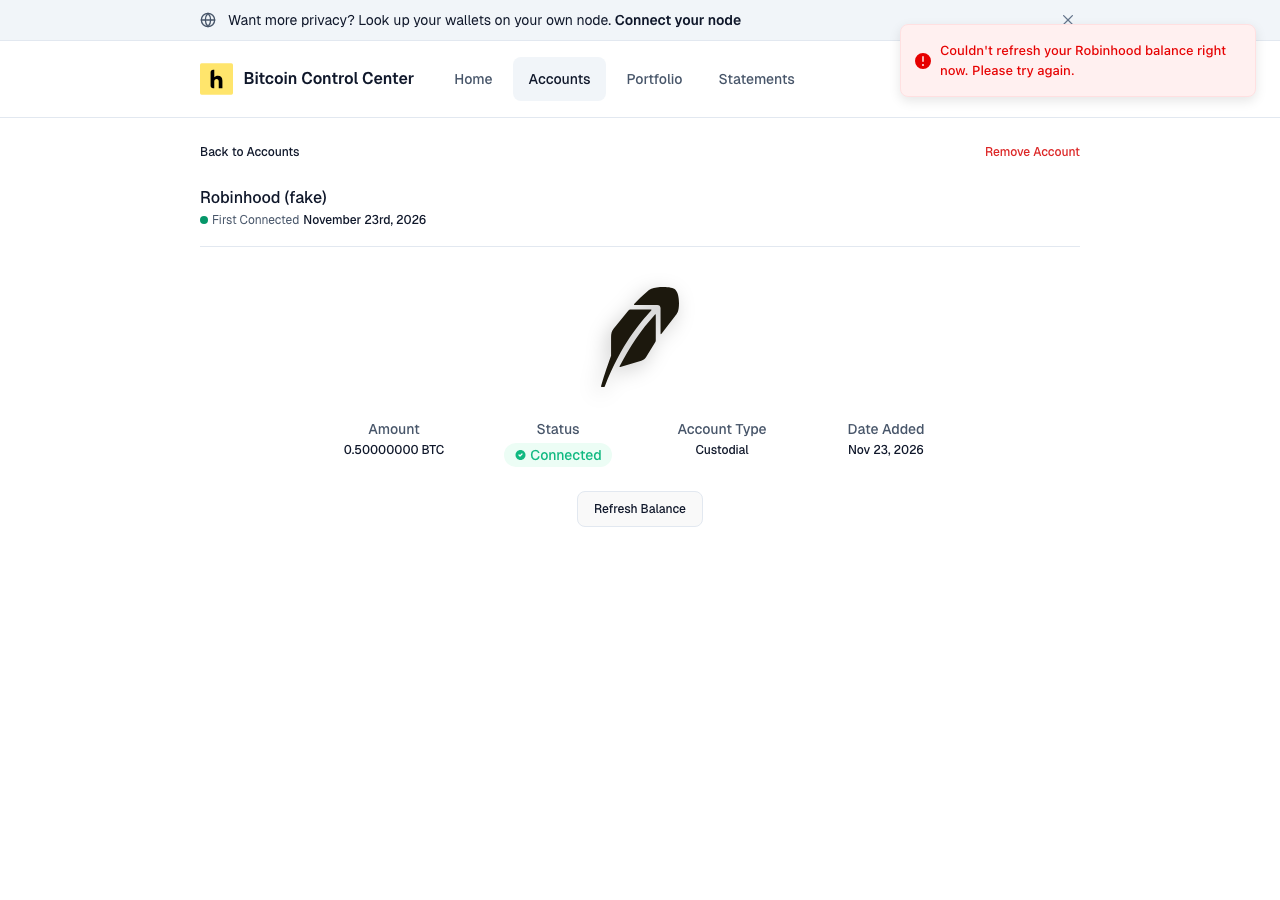 Want more privacy? Look up your wallets on your own node. Connect your node
Couldn't refresh your Robinhood balance right
now. Please try again.
h Bitcoin Control Center Home Accounts Portfolio Statements
Back to Accounts Remove Account
Robinhood (fake)
First Connected November 23rd, 2026
Amount Status Account Type Date Added
0.50000000 BTC Connected Custodial Nov 23, 2026
Refresh Balance